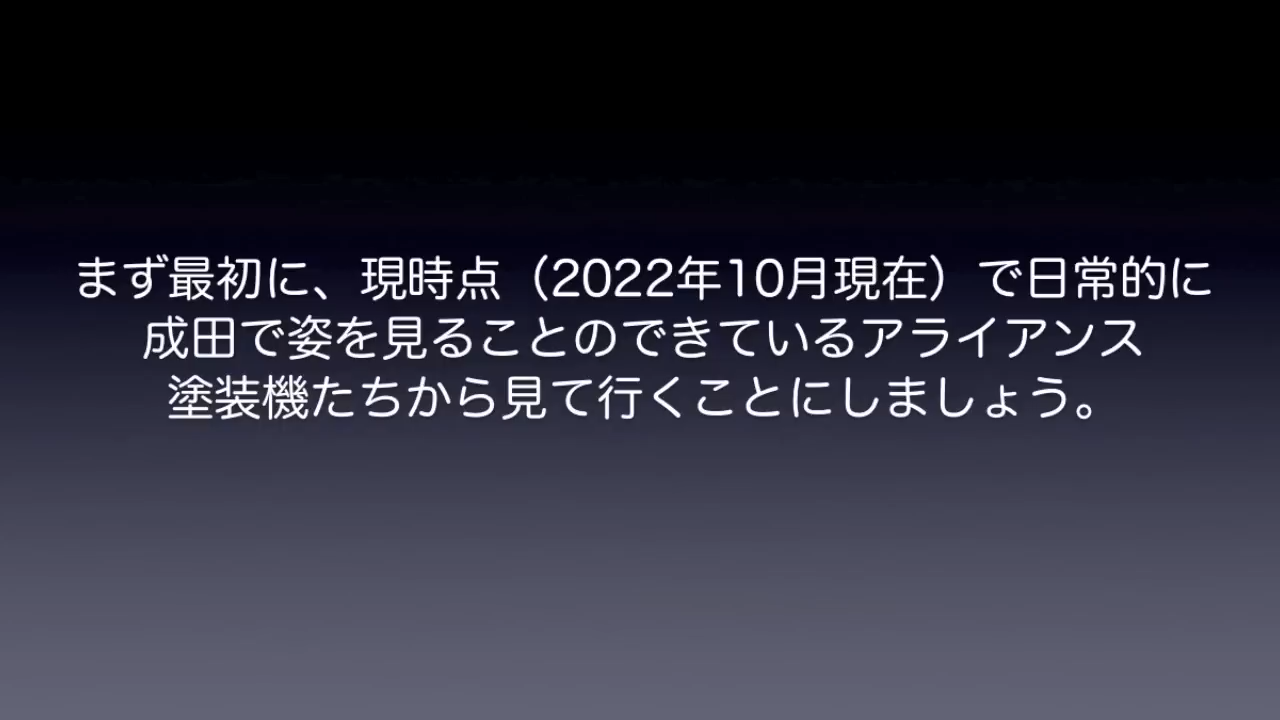 まず最初に、現時点（2022年10月現在）で日常的に
成田で姿を見ることのできているアライアンス
塗装機たちから見て行くことにしましょう。